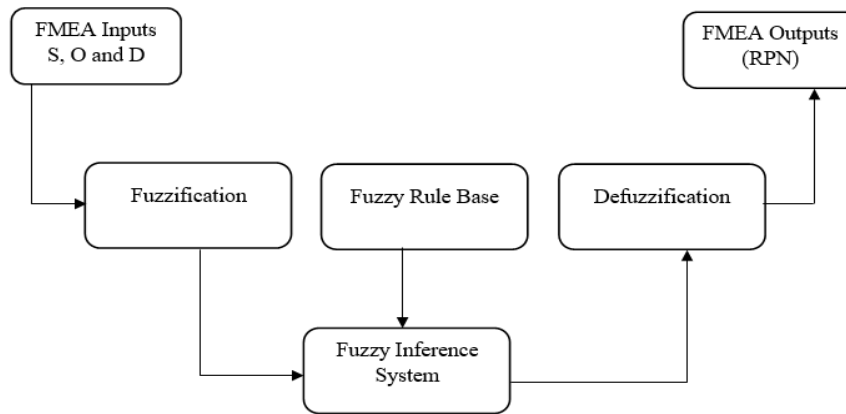 FMEA Inputs
S, O and D
FMEA Outputs
(RPN)
Fuzzification
Fuzzy Rule Base
Defuzzification
Fuzzy Inference
System